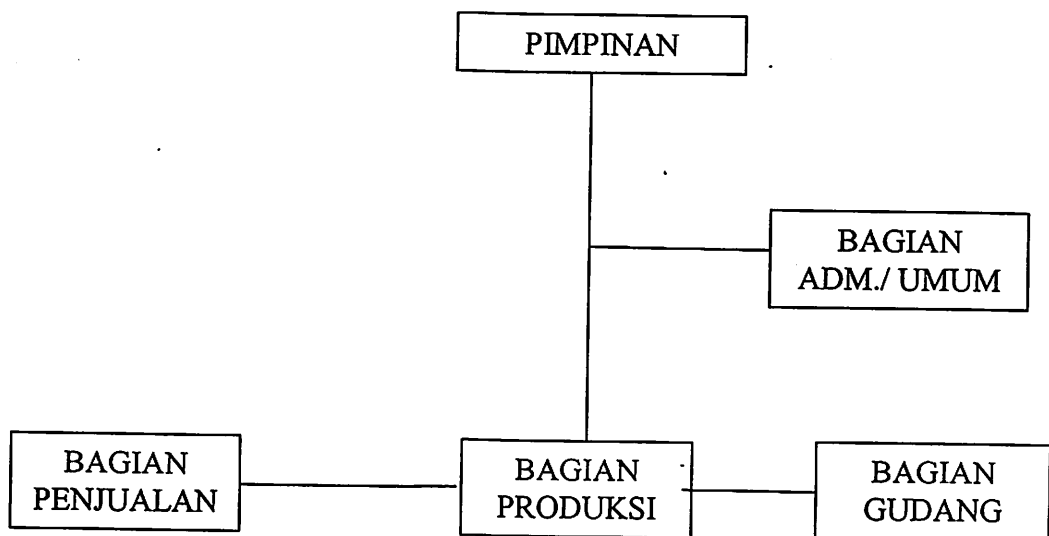 PIMPINAN
BAGIAN
ADM./ UMUM
BAGIAN
PENJUALAN
BAGIAN
PRODUKSI
BAGIAN
GUDANG